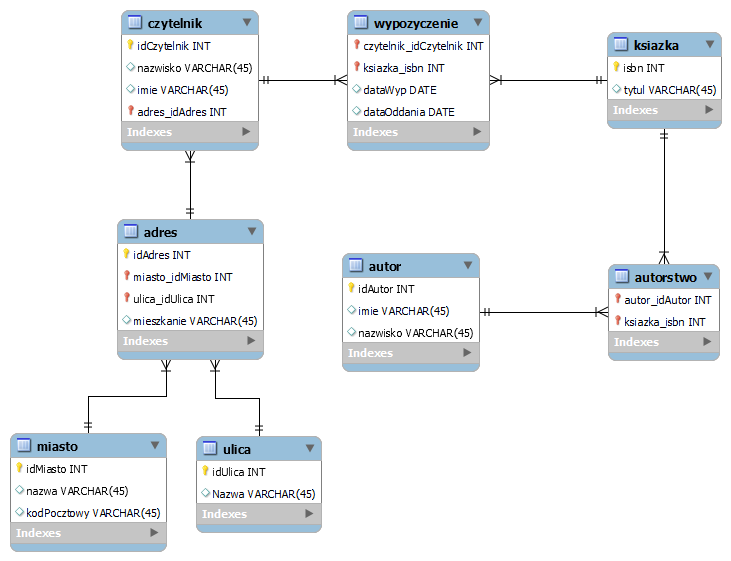 czytelnik
idCzytelnik INT
nazwisko VARCHAR(45)
imie VARCHAR(45)
adres_idAdres INT
Indexes
wypozyczenie
czytelnik_idCzytelnik INT
ksiazka_isbn INT
dataWyp DATE
dataOddania DATE
Indexes
ksiazka
isbn INT
tytul VARCHAR(45)
Indexes
adres
idAdres INT
miasto_idMiasto INT
ulica_idUlica INT
mieszkanie VARCHAR(45)
Indexes
autor
idAutor INT
imie VARCHAR(45)
nazwisko VARCHAR(45)
Indexes
autorstwo
autor_idAutor INT
ksiazka_isbn INT
Indexes
miasto
idMiasto INT
nazwa VARCHAR(45)
kodPocztowy VARCHAR(45)
Indexes
ulica
idUlica INT
Nazwa VARCHAR(45)
Indexes